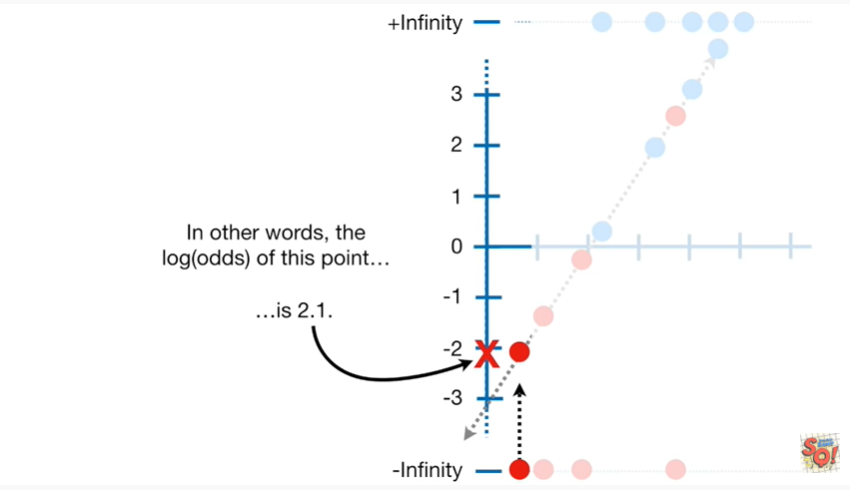 +Infinity
3
2
1
0
In other words, the
log(odds) of this point…
…is 2.1.
-1
-2
X
-3
-Infinity
SQ!